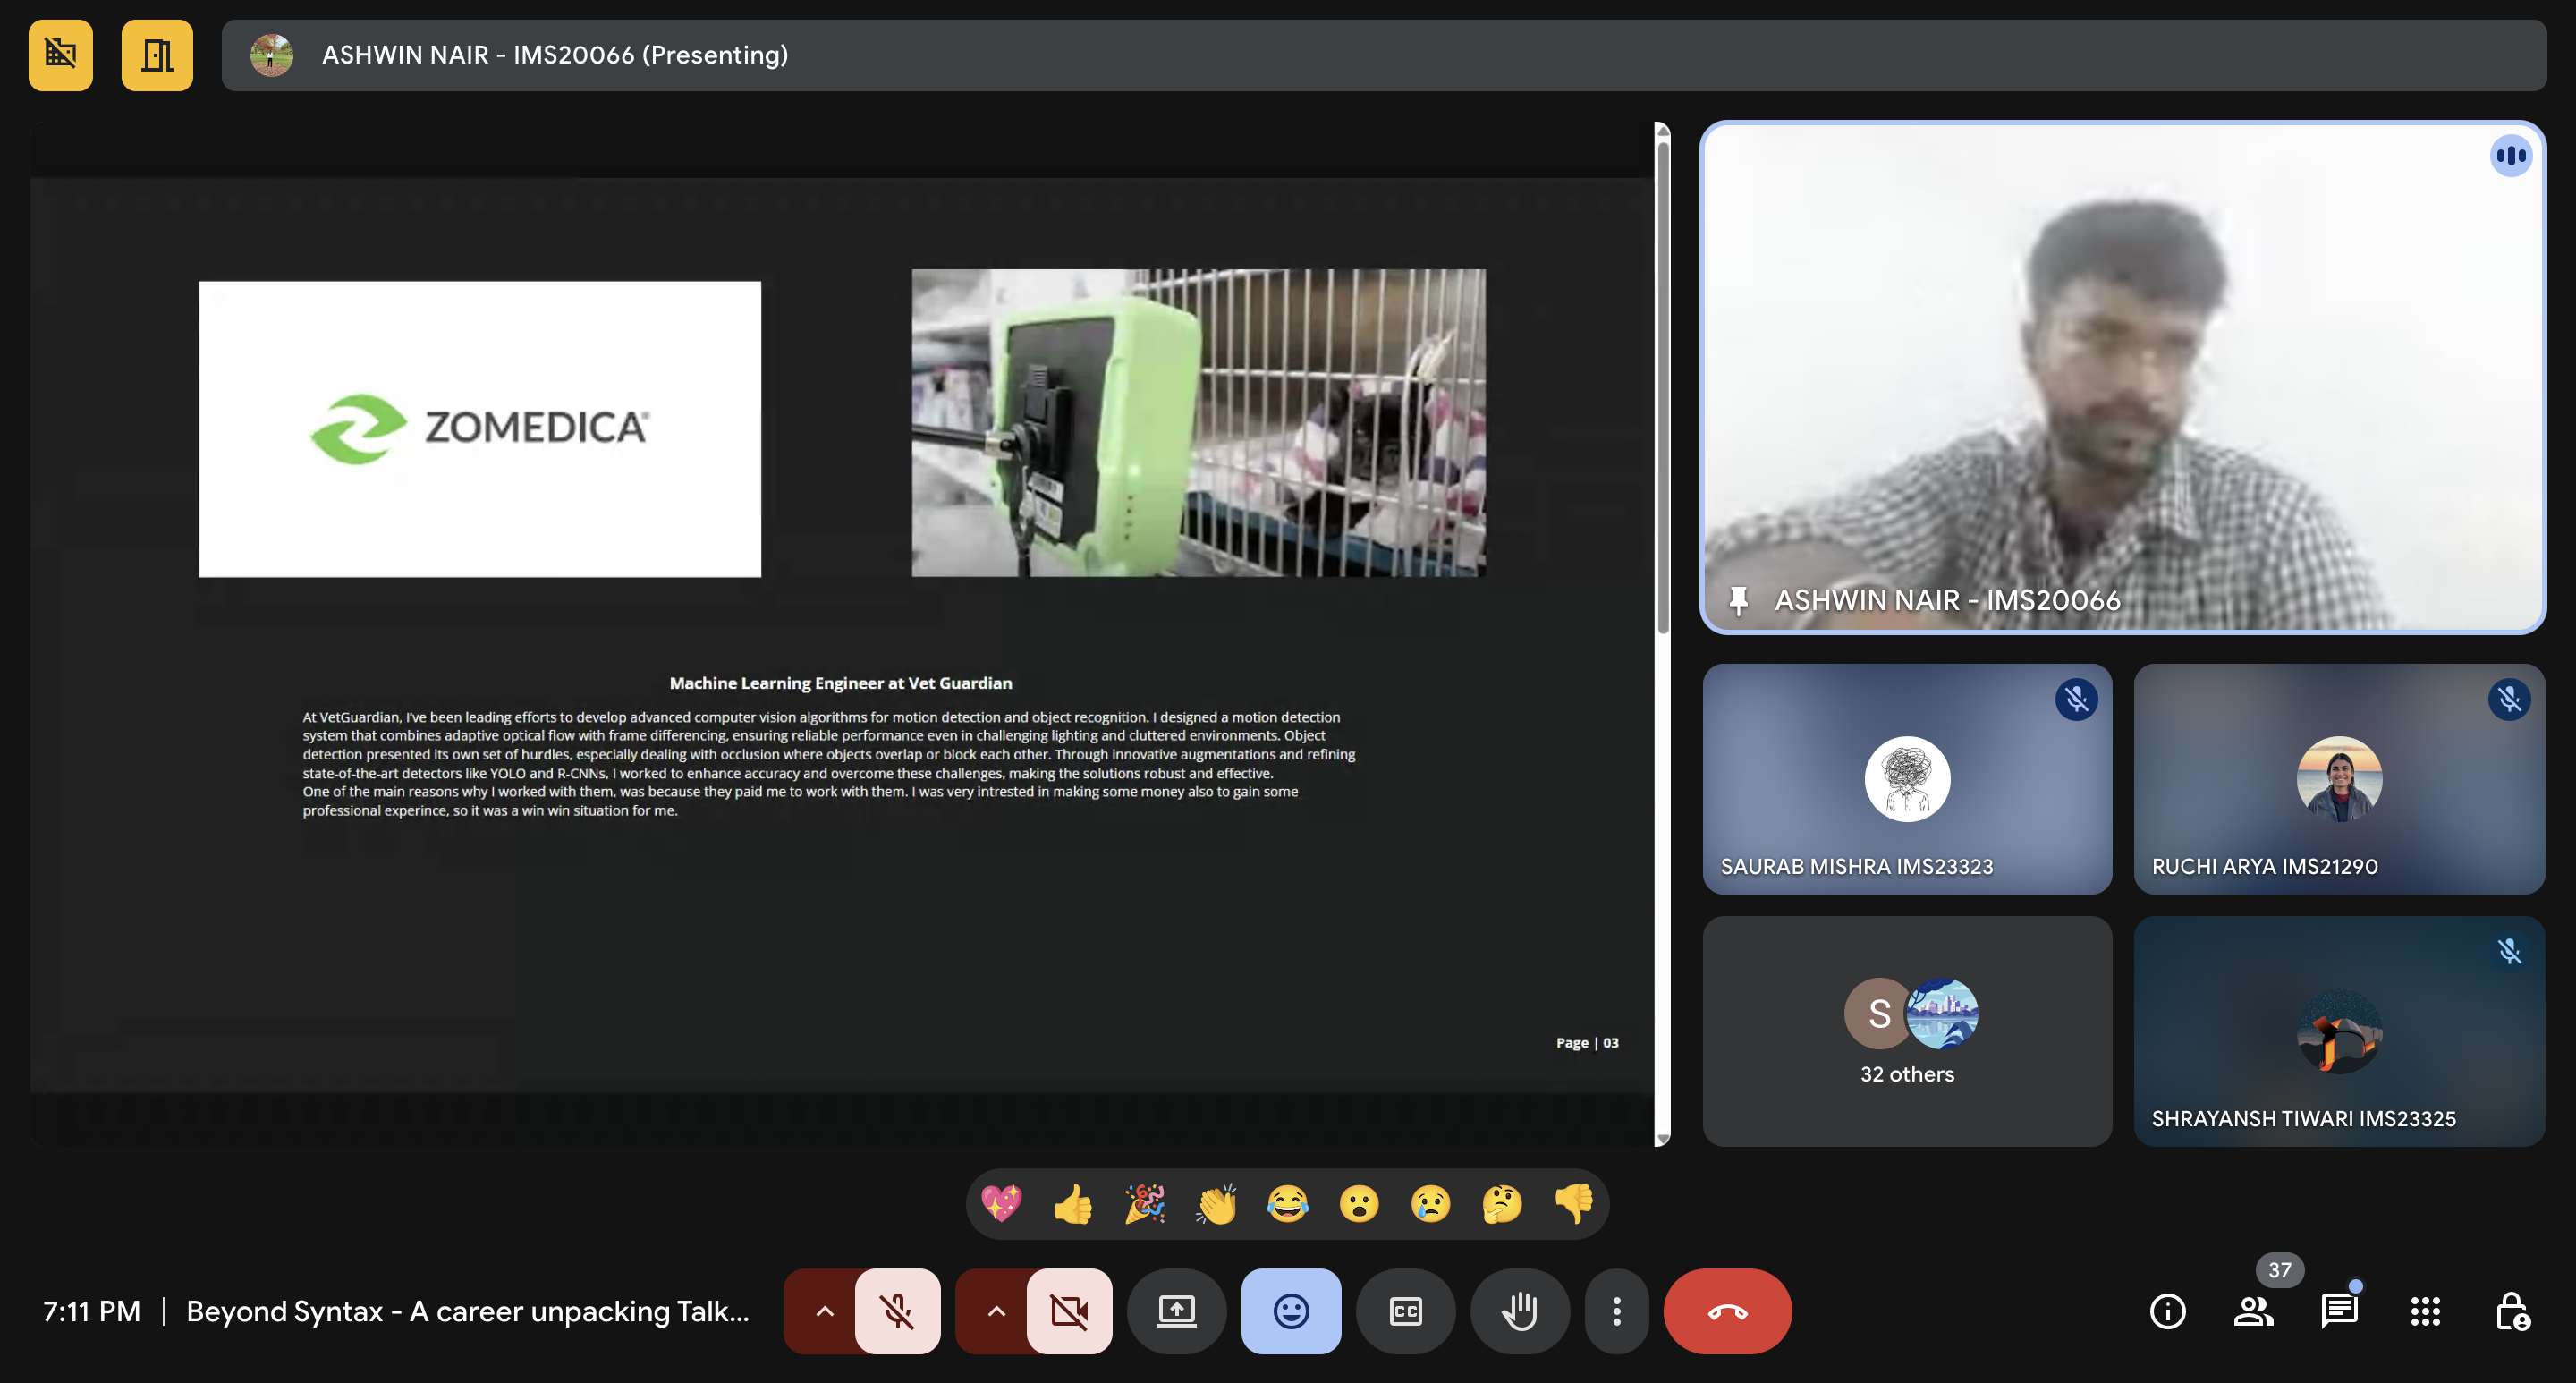 ASHWIN NAIR - IMS20066 (Presenting)
ZOMEDICA
Machine Learning Engineer at Vet Guardian
At VetGuardian, I've been leading efforts to develop advanced computer vision algorithms for motion detection and object recognition. I designed a motion detection
system that combines adaptive optical flow with frame differencing, ensuring reliable performance even in challenging lighting and cluttered environments. Object
detection presented its own set of hurdles, especially dealing with occlusion where objects overlap or block each other. Through innovative augmentations and refining
state-of-the-art detectors like YOLO and R-CNNs, I worked to enhance accuracy and overcome these challenges, making the solutions robust and effective.
One of the main reasons why I worked with them, was because they paid me to work with them. I was very intrested in making some money also to gain some
professional experince, so it was a win win situation for me.
Page | 03
ASHWIN NAIR - IMS20066
SAURAB MISHRA IMS23323
RUCHI ARYA IMS21290
S
32 others
SHRAYANSH TIWARI IMS23325
7:11 PM | Beyond Syntax - A career unpacking Talk...
CC
37